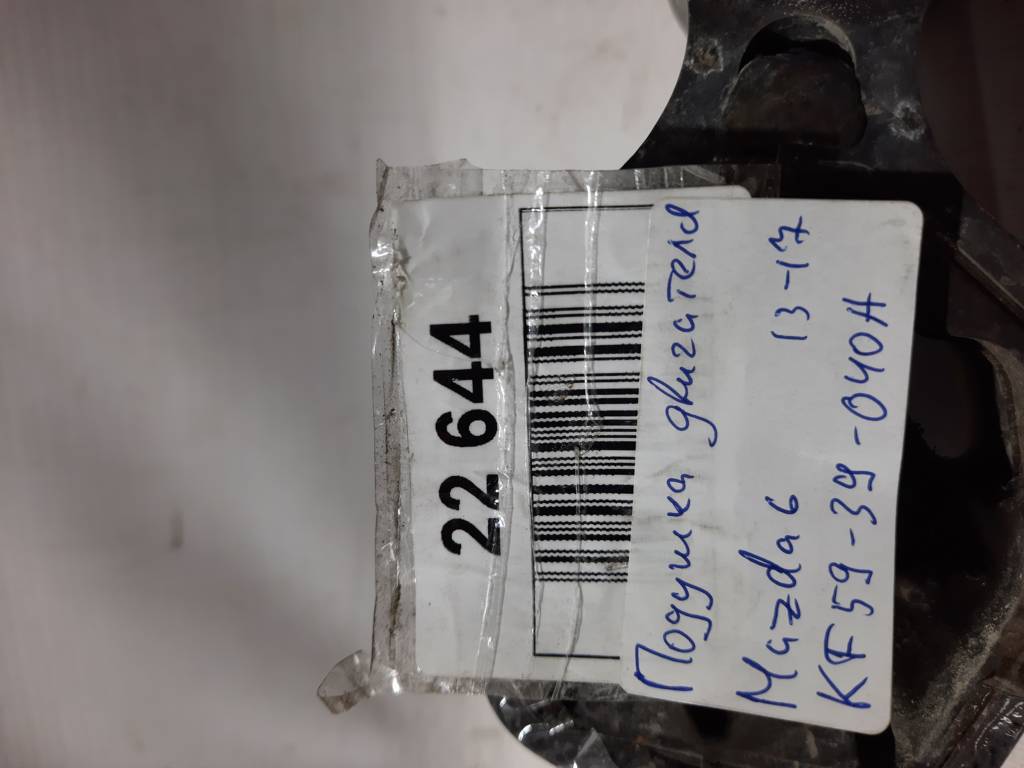 22 644
Подушка двигателя
Mazda 6 13-17
KF59-39-040H